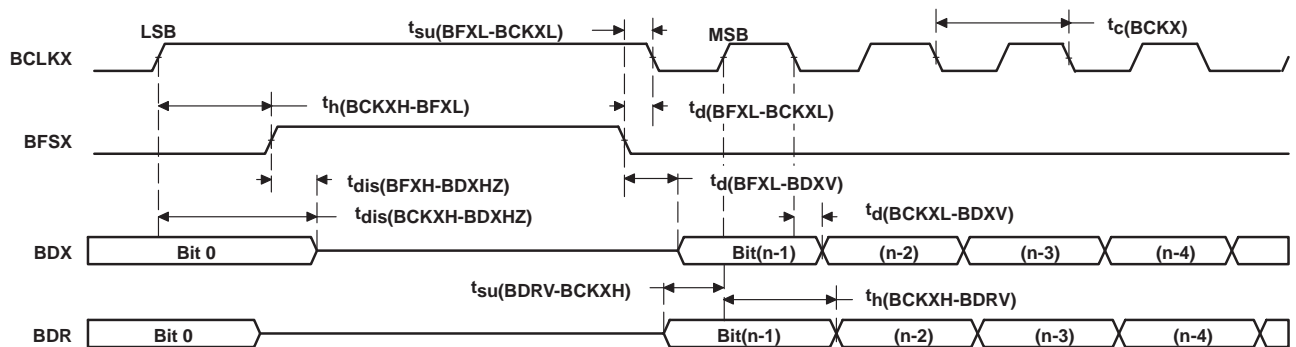 LSB tsu(BFXL-BCKXL) MSB tc(BCKX)
BCLKX
th(BCKXH-BFXL) td(BFXL-BCKXL)
BFSX
tdis(BFXH-BDXHZ) td(BFXL-BDXV)
tdis(BCKXH-BDXHZ) td(BCKXL-BDXV)
BDX Bit 0 Bit(n-1) (n-2) (n-3) (n-4)
tsu(BDRV-BCKXH) th(BCKXH-BDRV)
BDR Bit 0 Bit(n-1) (n-2) (n-3) (n-4)